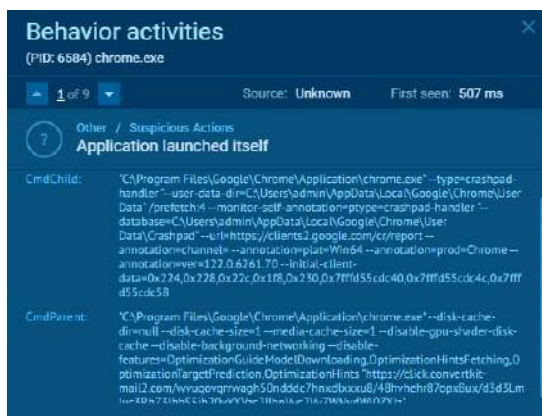 Behavior activities
(PID: 6584) chrome.exe
1 of 9 Source: Unknown First seen: 507 ms
Other / Suspicious Actions
? Application launched itself
CmdChild: "C:\Program Files\Google\Chrome\Application\chrome.exe" --type=crashpad-
handler "--user-data-dir=C:\Users\admin\AppData\Local\Google\Chrome\User
Data" /prefetch:4 --monitor-self-annotation=ptype=crashpad-handler "--
database=C:\Users\admin\AppData\Local\Google\Chrome\User
Data\Crashpad" --url=https://clients2.google.com/cr/report --
annotation=channel= --annotation=plat=Win64 --annotation=prod=Chrome --
annotation=ver=122.0.6261.70 --initial-client-
data=0x224,0x228,0x22c,0x1f8,0x230,0x7fffd55cdc40,0x7fffd55cdc4c,0x7fff
d55cdc58
CmdParent: "C:\Program Files\Google\Chrome\Application\chrome.exe" --disk-cache-
dir=null --disk-cache-size=1 --media-cache-size=1 --disable-gpu-shader-disk-
cache --disable-background-networking --disable-
features=OptimizationGuideModelDownloading,OptimizationHintsFetching,O
ptimizationTargetPrediction,OptimizationHints "https://click.convertkit-